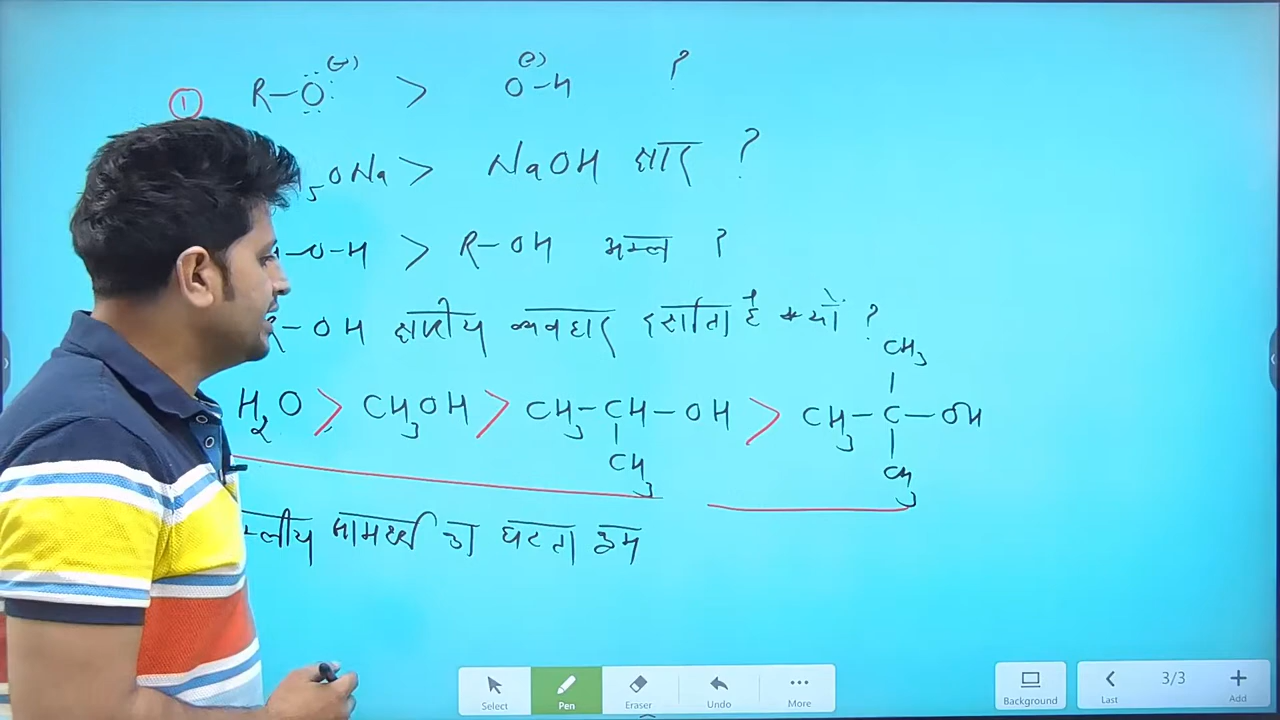 ① R–O:⁽⁻⁾ > O⁽⁻⁾–H ?
5ONa > NaOH क्षार ?
–O–H > R–OH अम्ल ?
R–OH क्षारीय व्यवहार दर्साता है क्यों ?
CH3
H2O > CH3OH > CH3–CH–OH > CH3–C–OH
CH3 CH3
म्लीय सामर्थ्य का घटता क्रम
Select Pen Eraser Undo More
Background Last 3/3 Add